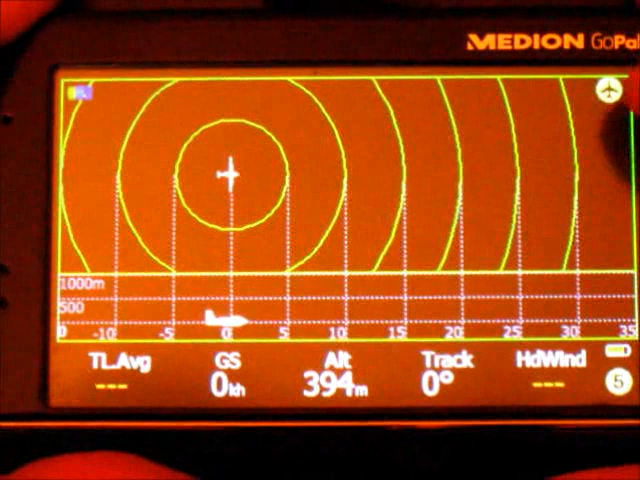 MEDION GoPal
1000m
500
0 -10 -5 0 5 10 15 20 25 30 35
TL.Avg GS Alt Track HdWind
--- 0kh 394m 0° ---
5